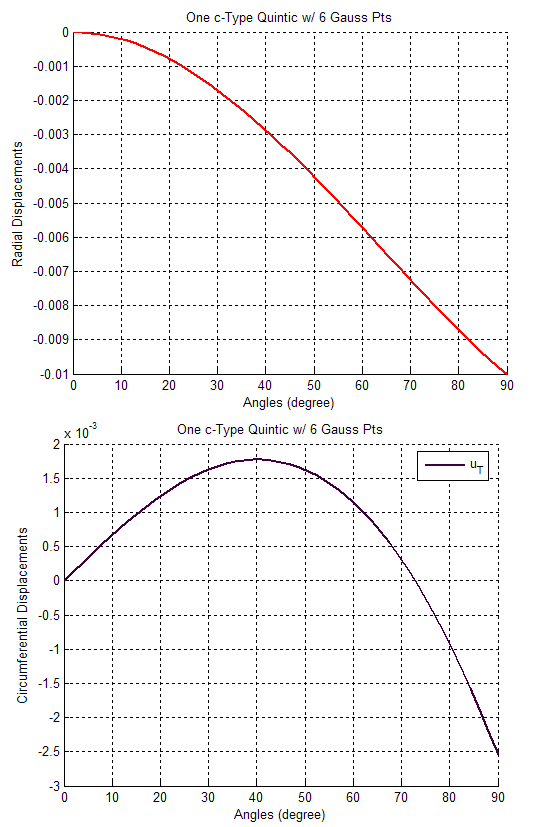 One c-Type Quintic w/ 6 Gauss Pts
0
-0.001
-0.002
-0.003
-0.004
-0.005
-0.006
-0.007
-0.008
-0.009
-0.01
Radial Displacements
0 10 20 30 40 50 60 70 80 90
Angles (degree)
One c-Type Quintic w/ 6 Gauss Pts
x 10^-3
2
1.5
1
0.5
0
-0.5
-1
-1.5
-2
-2.5
-3
Circumferential Displacements
u_T
0 10 20 30 40 50 60 70 80 90
Angles (degree)